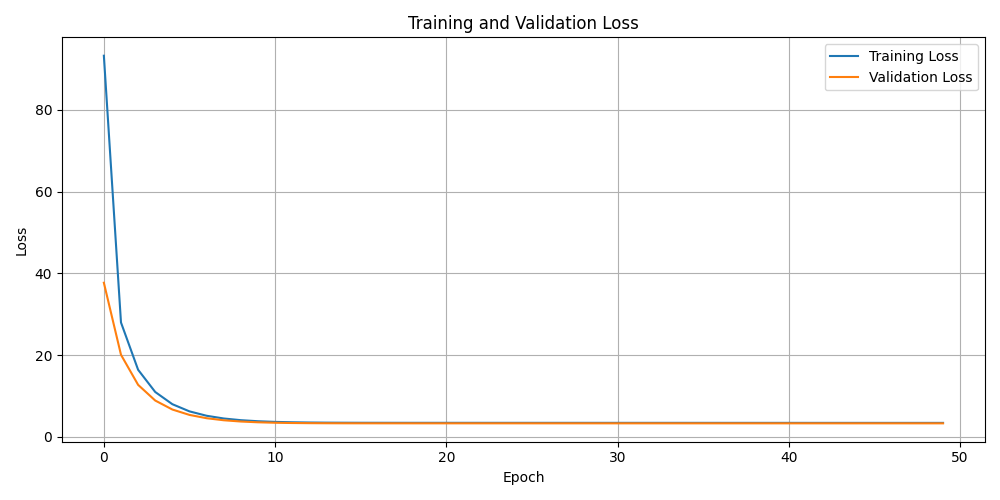 Training and Validation Loss
Training Loss
Validation Loss
80
60
40
20
0
Loss
0 10 20 30 40 50
Epoch